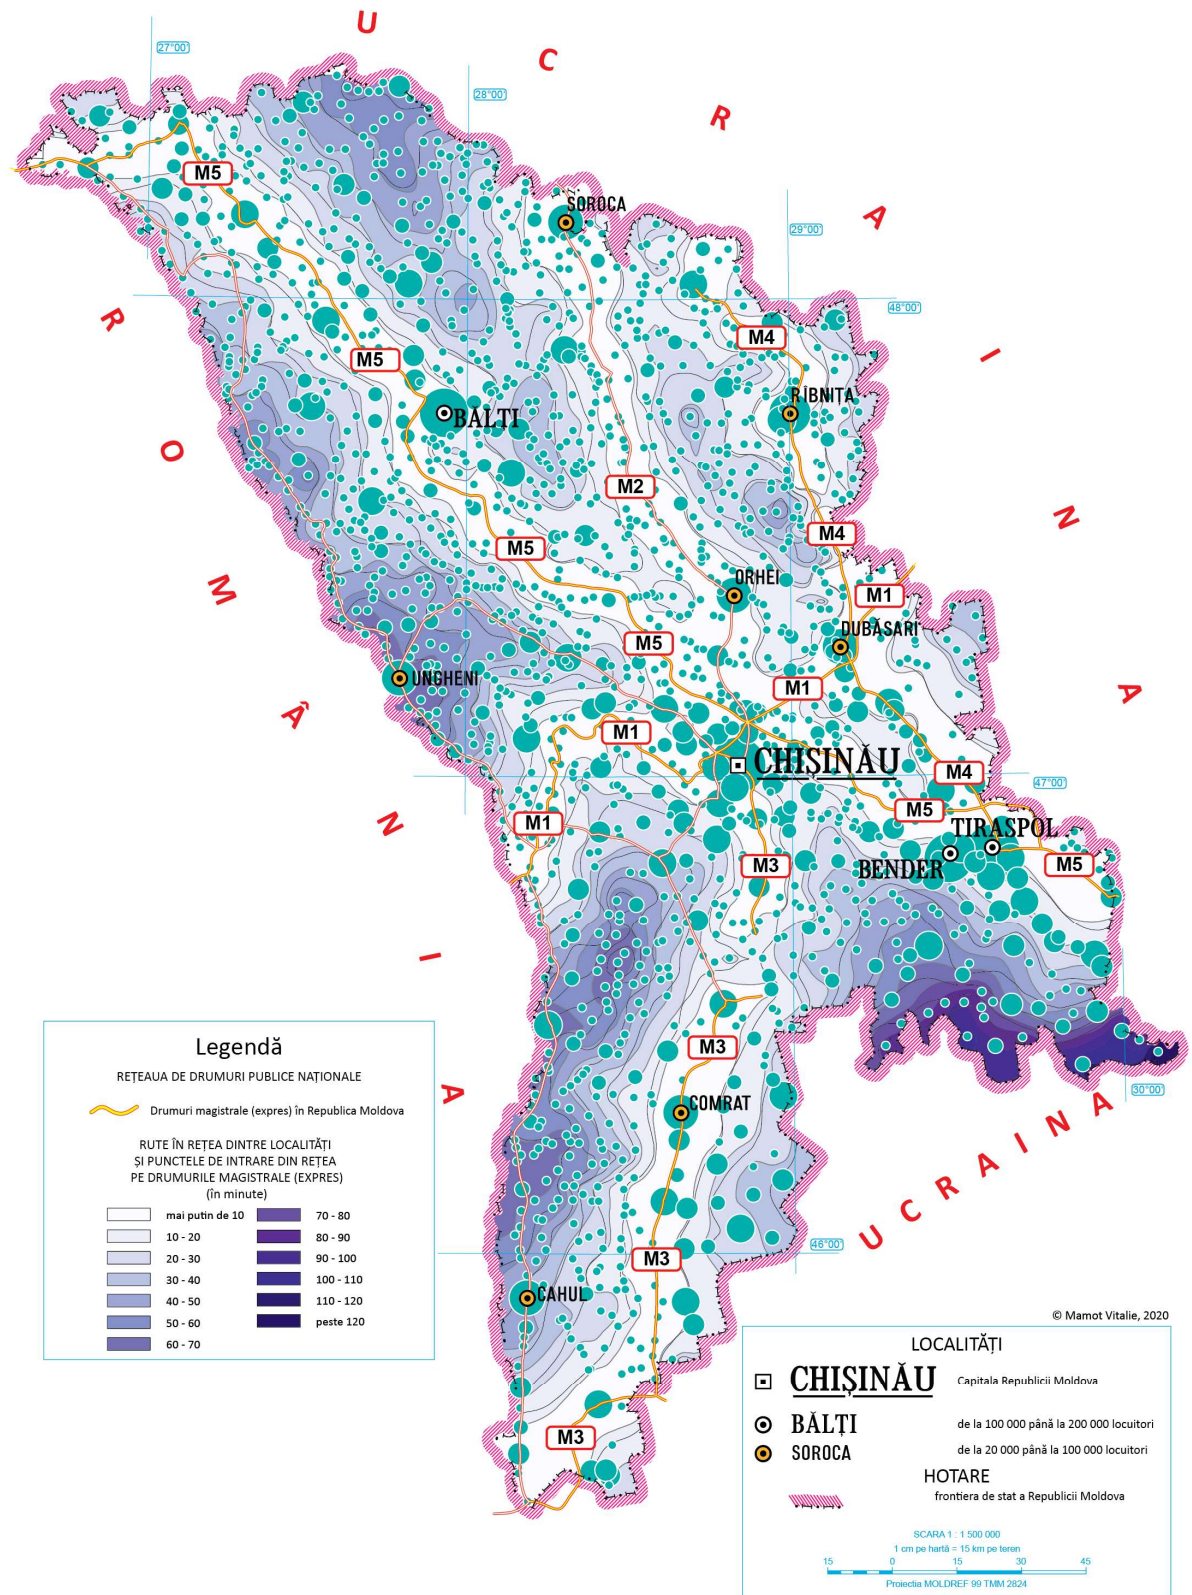 UCRAINA
27°00'
28°00'
M5
SOROCA
29°00'
48°00'
ROMÂNIA
M4
M5
RÎBNIȚA
BĂLȚI
M2
M5
M4
ORHEI
M1
DUBĂSARI
M5
UNGHENI
M1
M1
CHIȘINĂU
M4
47°00'
M5
M1
TIRASPOL
BENDER
M3
M5
M3
30°00'
COMRAT
UCRAINA
46°00'
M3
CAHUL
M3
Legendă
REȚEAUA DE DRUMURI PUBLICE NAȚIONALE
Drumuri magistrale (expres) în Republica Moldova
RUTE ÎN REȚEA DINTRE LOCALITĂȚI
ȘI PUNCTELE DE INTRARE DIN REȚEA
PE DRUMURILE MAGISTRALE (EXPRES)
(în minute)
mai putin de 10
10 - 20
20 - 30
30 - 40
40 - 50
50 - 60
60 - 70
70 - 80
80 - 90
90 - 100
100 - 110
110 - 120
peste 120
© Mamot Vitalie, 2020
LOCALITĂȚI
CHIȘINĂU Capitala Republicii Moldova
BĂLȚI de la 100 000 până la 200 000 locuitori
SOROCA de la 20 000 până la 100 000 locuitori
HOTARE
frontiera de stat a Republicii Moldova
SCARA 1 : 1 500 000
1 cm pe hartă = 15 km pe teren
15 0 15 30 45
Proiectia MOLDREF 99 TMM 2824